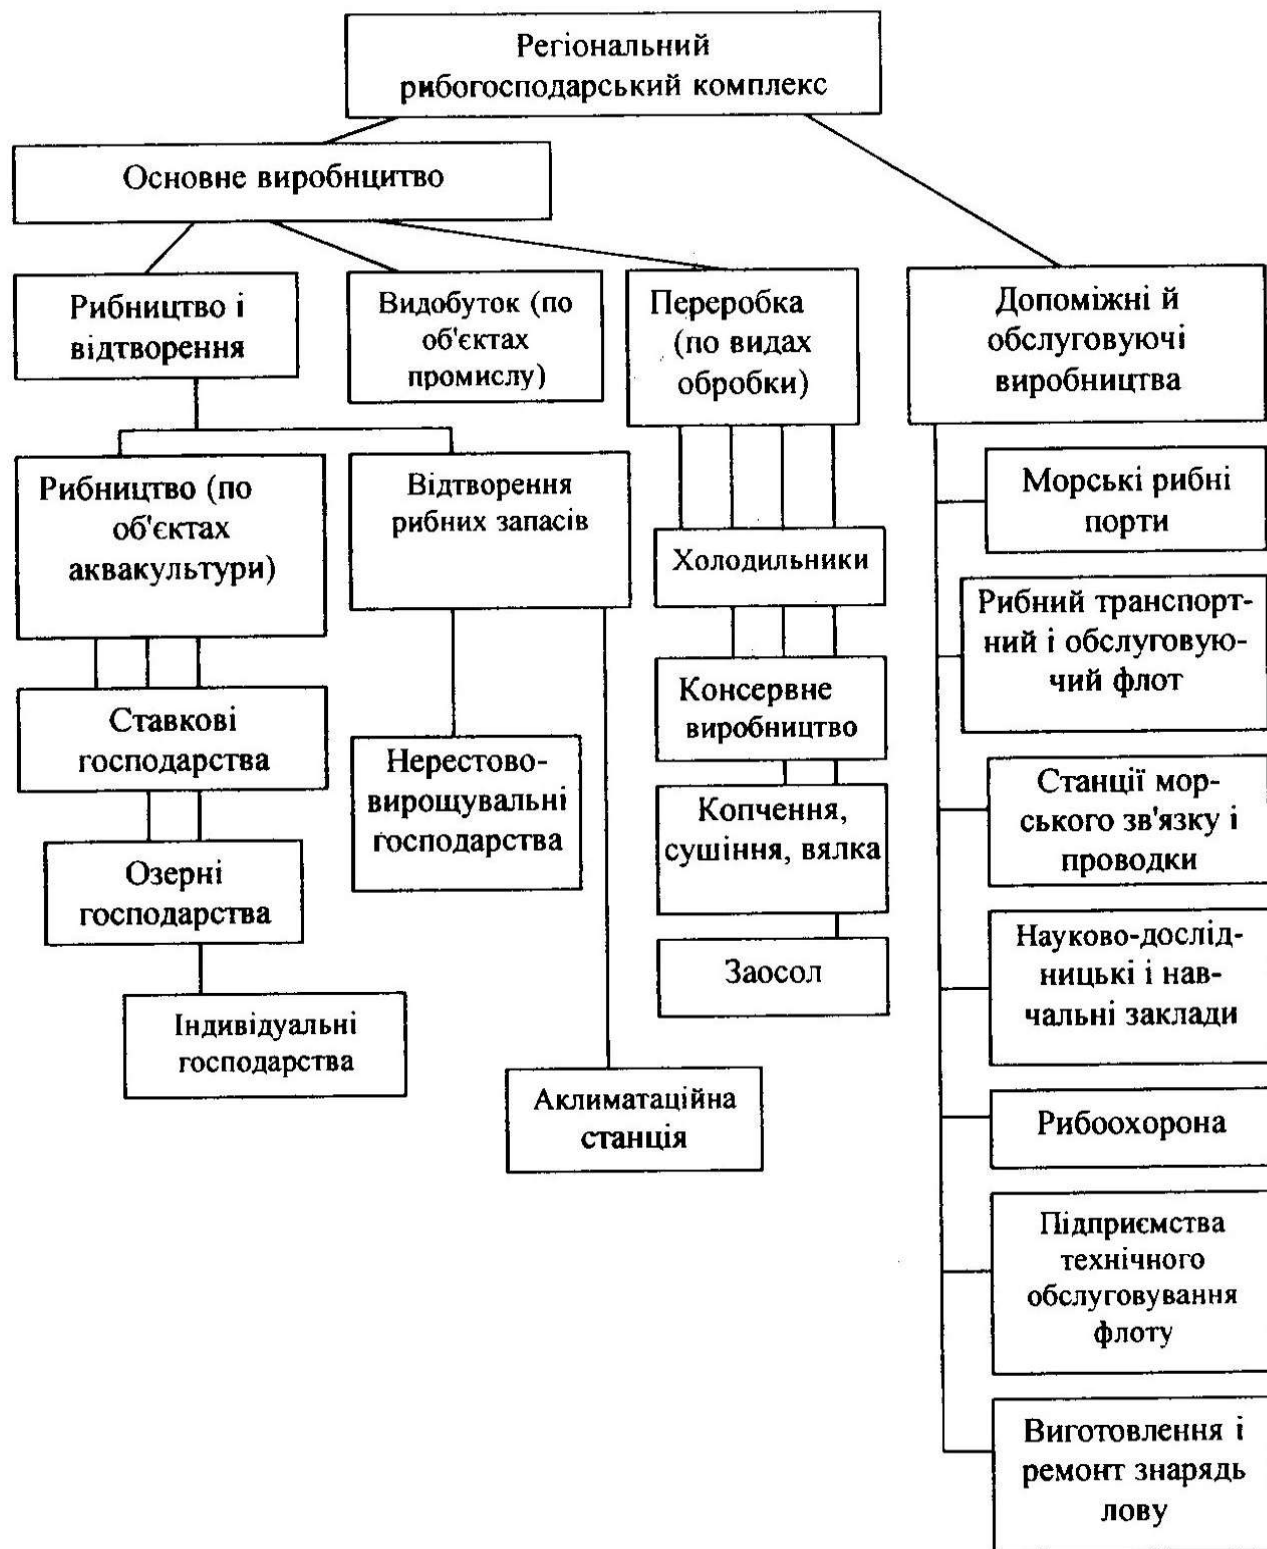 Регіональний
рибогосподарський комплекс
Основне виробнцитво
Рибництво і
відтворення
Видобуток (по
об'єктах
промислу)
Переробка
(по видах
обробки)
Допоміжні й
обслуговуючі
виробництва
Рибництво (по
об'єктах
аквакультури)
Відтворення
рибних запасів
Холодильники
Морські рибні
порти
Рибний транспорт-
ний і обслуговую-
чий флот
Ставкові
господарства
Нерестово-
вирощувальні
господарства
Консервне
виробництво
Копчення,
сушіння, вялка
Станції мор-
ського зв'язку і
проводки
Озерні
господарства
Заосол
Науково-дослід-
ницькі і нав-
чальні заклади
Індивідуальні
господарства
Аклиматаційна
станція
Рибоохорона
Підприємства
технічного
обслуговування
флоту
Виготовлення і
ремонт знарядь
лову